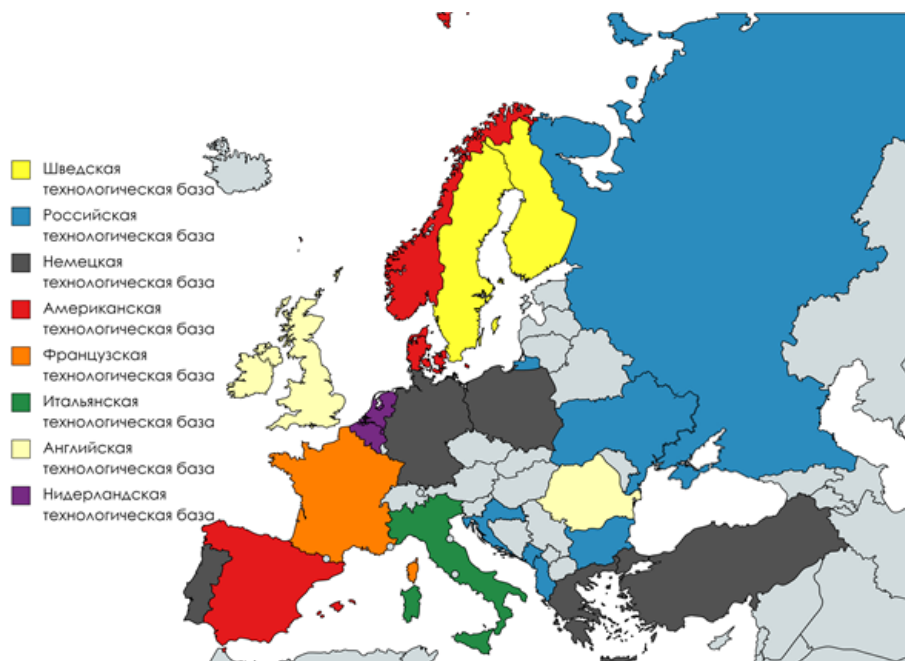 Шведская
технологическая база
Российская
технологическая база
Немецкая
технологическая база
Американская
технологическая база
Французская
технологическая база
Итальянская
технологическая база
Английская
технологическая база
Нидерландская
технологическая база